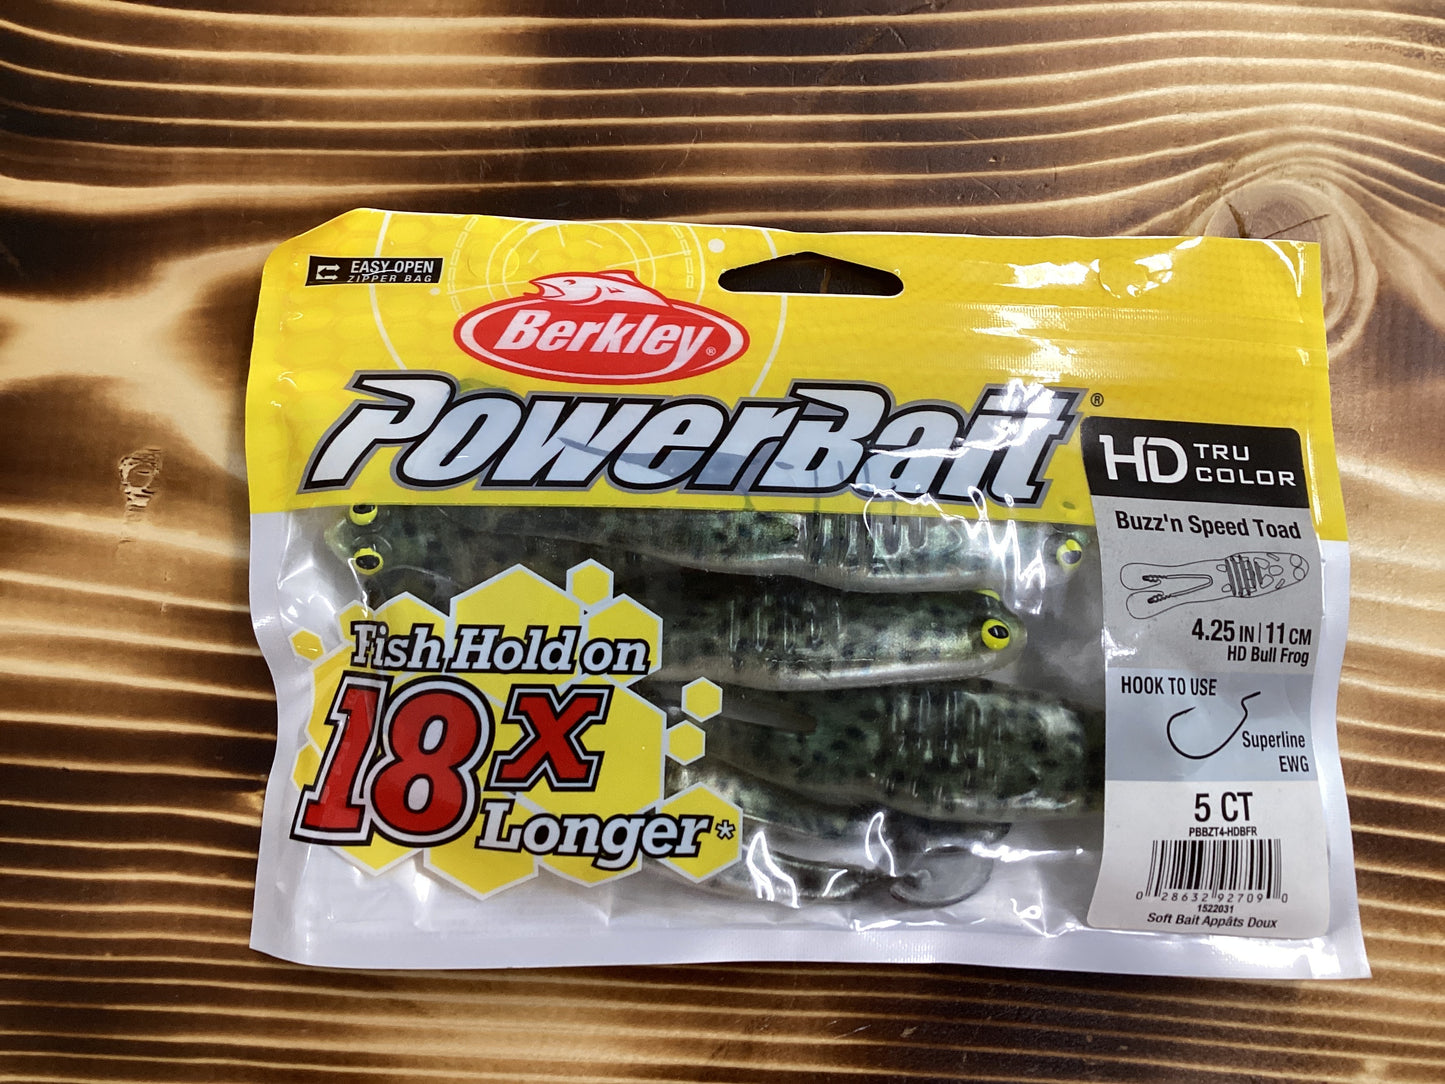 EASY OPEN
ZIPPER BAG
Berkley®
PowerBait®
HD TRU COLOR
Buzz'n Speed Toad
4.25 IN | 11 CM
HD Bull Frog
HOOK TO USE
Superline
EWG
5 CT
PBBZT4-HDBFR
0 28632 92709 0
1522031
Soft Bait Appâts Doux
Fish Hold on
18x
Longer*